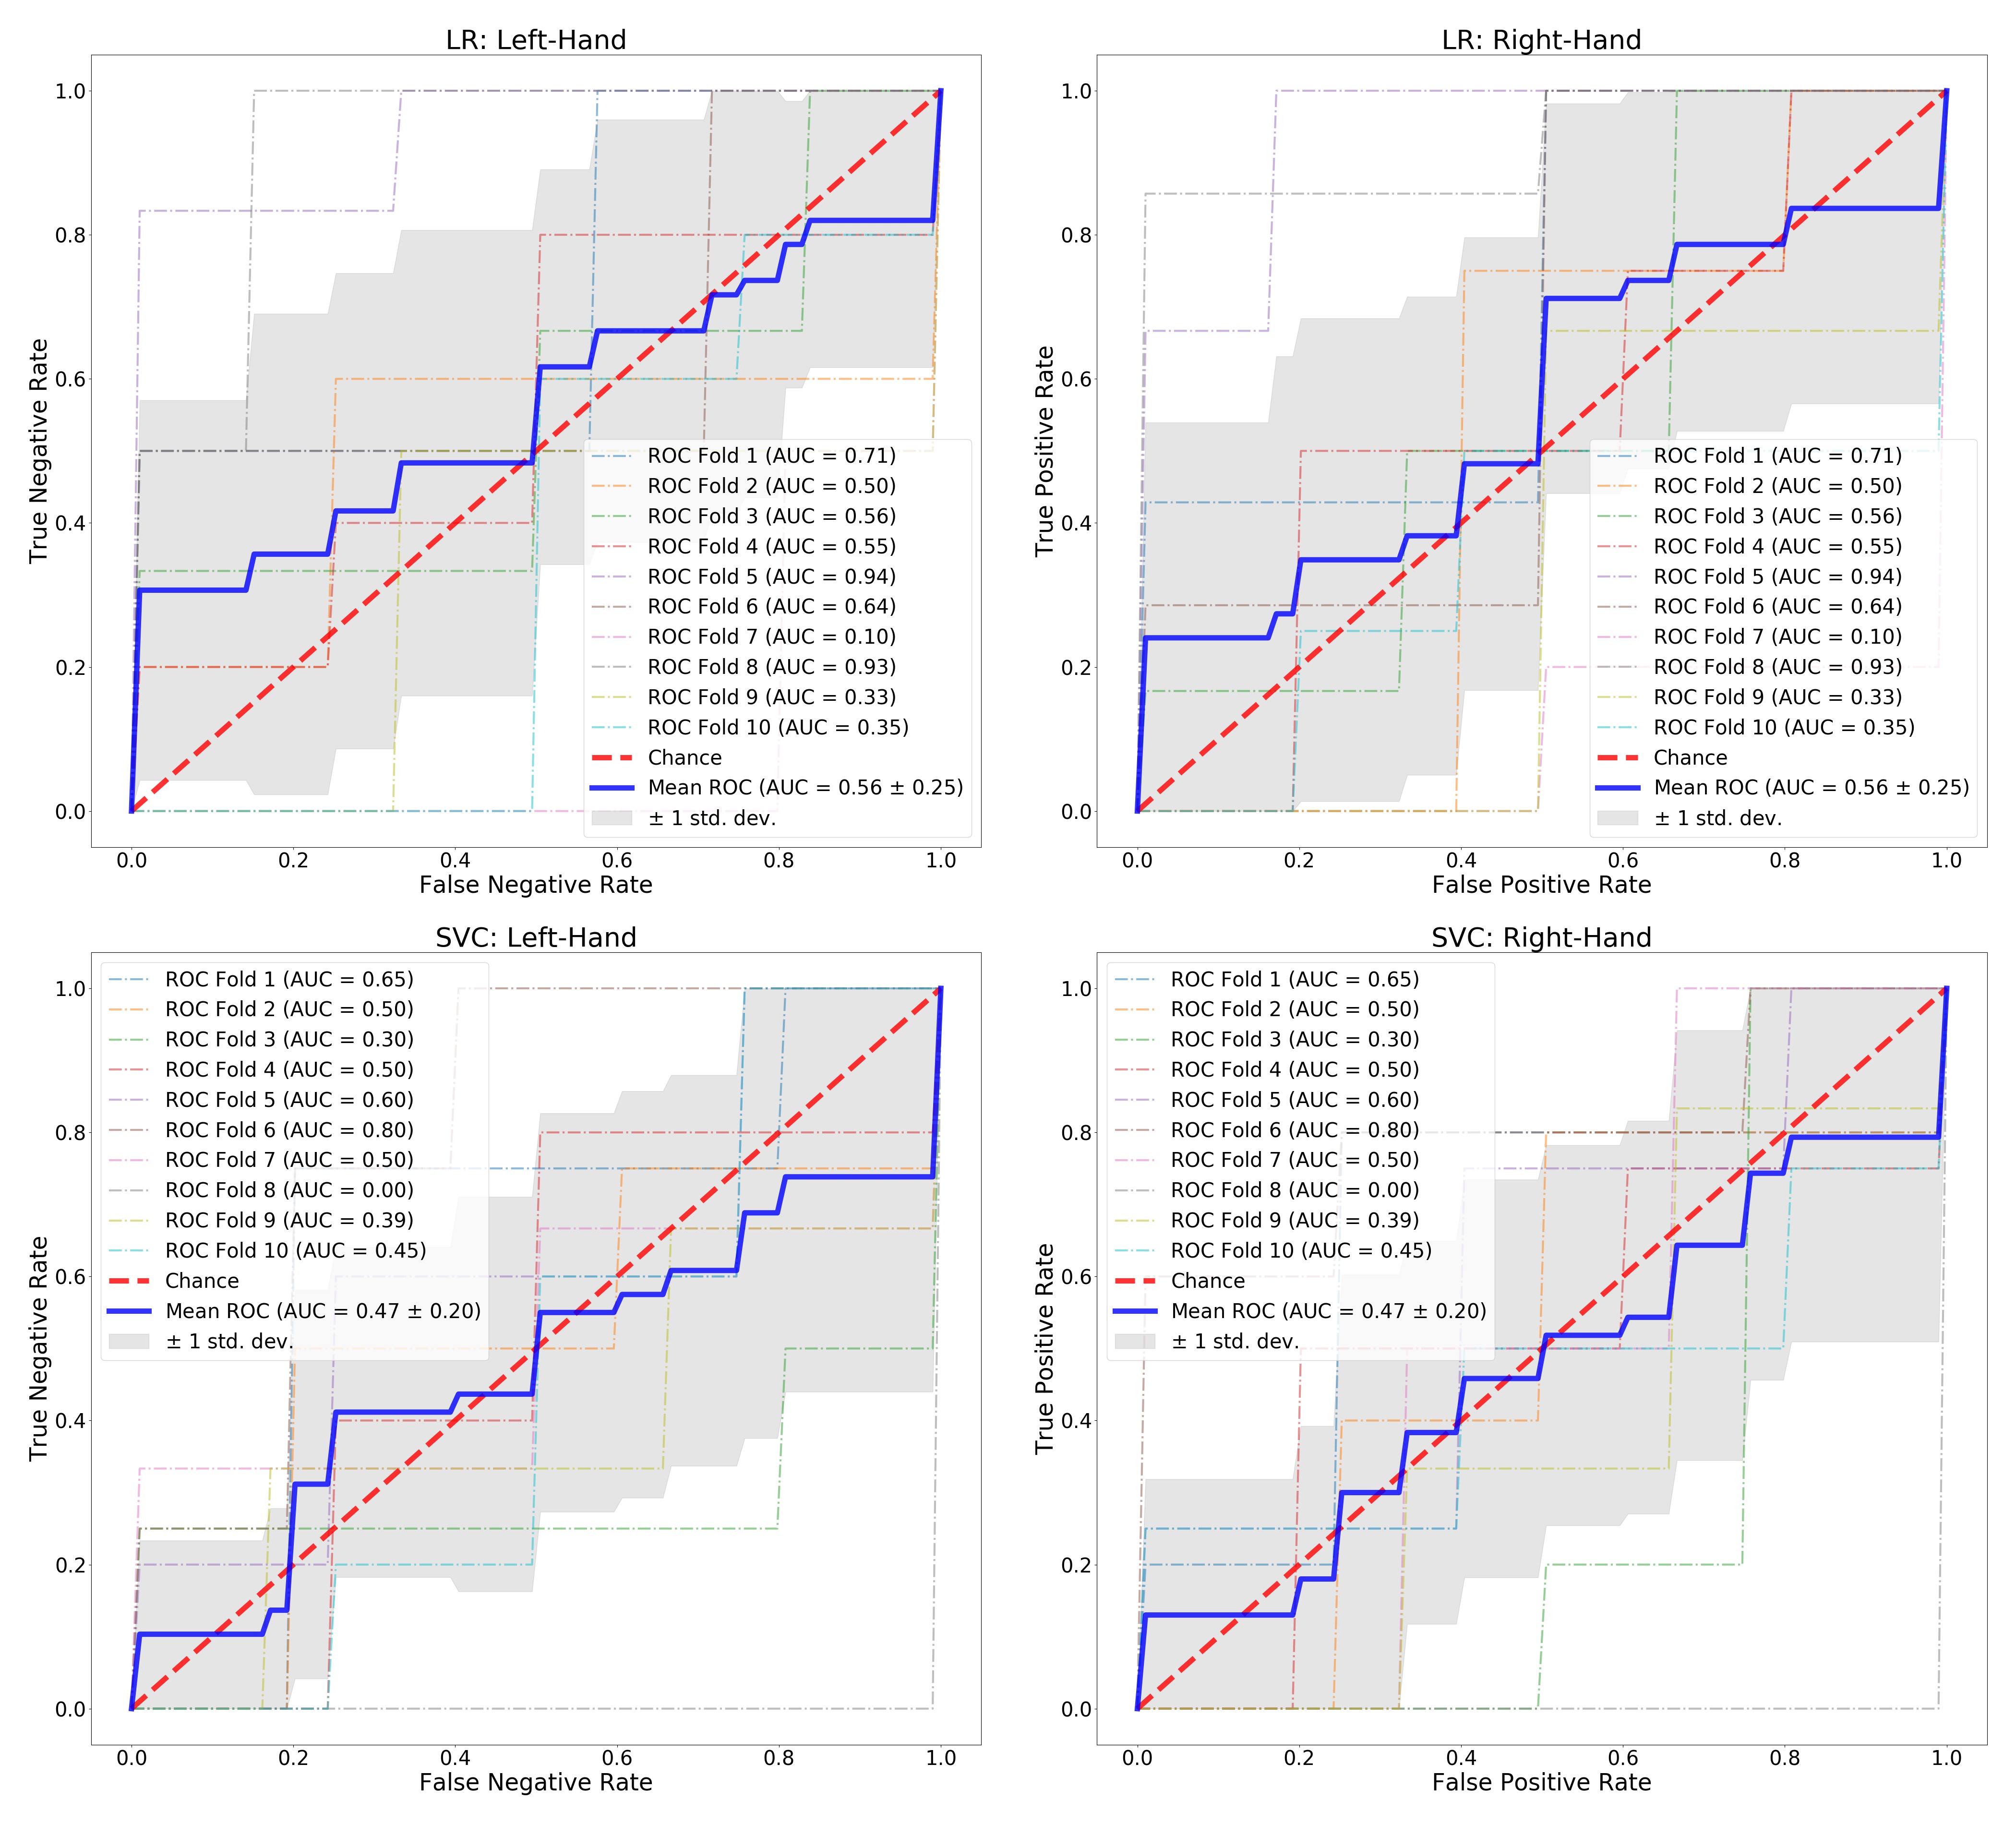 LR: Left-Hand
True Negative Rate
1.0
0.8
0.6
0.4
0.2
0.0
ROC Fold 1 (AUC = 0.71)
ROC Fold 2 (AUC = 0.50)
ROC Fold 3 (AUC = 0.56)
ROC Fold 4 (AUC = 0.55)
ROC Fold 5 (AUC = 0.94)
ROC Fold 6 (AUC = 0.64)
ROC Fold 7 (AUC = 0.10)
ROC Fold 8 (AUC = 0.93)
ROC Fold 9 (AUC = 0.33)
ROC Fold 10 (AUC = 0.35)
Chance
Mean ROC (AUC = 0.56 ± 0.25)
± 1 std. dev.
0.0 0.2 0.4 0.6 0.8 1.0
False Negative Rate
LR: Right-Hand
True Positive Rate
1.0
0.8
0.6
0.4
0.2
0.0
ROC Fold 1 (AUC = 0.71)
ROC Fold 2 (AUC = 0.50)
ROC Fold 3 (AUC = 0.56)
ROC Fold 4 (AUC = 0.55)
ROC Fold 5 (AUC = 0.94)
ROC Fold 6 (AUC = 0.64)
ROC Fold 7 (AUC = 0.10)
ROC Fold 8 (AUC = 0.93)
ROC Fold 9 (AUC = 0.33)
ROC Fold 10 (AUC = 0.35)
Chance
Mean ROC (AUC = 0.56 ± 0.25)
± 1 std. dev.
0.0 0.2 0.4 0.6 0.8 1.0
False Positive Rate
SVC: Left-Hand
True Negative Rate
1.0
0.8
0.6
0.4
0.2
0.0
ROC Fold 1 (AUC = 0.65)
ROC Fold 2 (AUC = 0.50)
ROC Fold 3 (AUC = 0.30)
ROC Fold 4 (AUC = 0.50)
ROC Fold 5 (AUC = 0.60)
ROC Fold 6 (AUC = 0.80)
ROC Fold 7 (AUC = 0.50)
ROC Fold 8 (AUC = 0.00)
ROC Fold 9 (AUC = 0.39)
ROC Fold 10 (AUC = 0.45)
Chance
Mean ROC (AUC = 0.47 ± 0.20)
± 1 std. dev.
0.0 0.2 0.4 0.6 0.8 1.0
False Negative Rate
SVC: Right-Hand
True Positive Rate
1.0
0.8
0.6
0.4
0.2
0.0
ROC Fold 1 (AUC = 0.65)
ROC Fold 2 (AUC = 0.50)
ROC Fold 3 (AUC = 0.30)
ROC Fold 4 (AUC = 0.50)
ROC Fold 5 (AUC = 0.60)
ROC Fold 6 (AUC = 0.80)
ROC Fold 7 (AUC = 0.50)
ROC Fold 8 (AUC = 0.00)
ROC Fold 9 (AUC = 0.39)
ROC Fold 10 (AUC = 0.45)
Chance
Mean ROC (AUC = 0.47 ± 0.20)
± 1 std. dev.
0.0 0.2 0.4 0.6 0.8 1.0
False Positive Rate